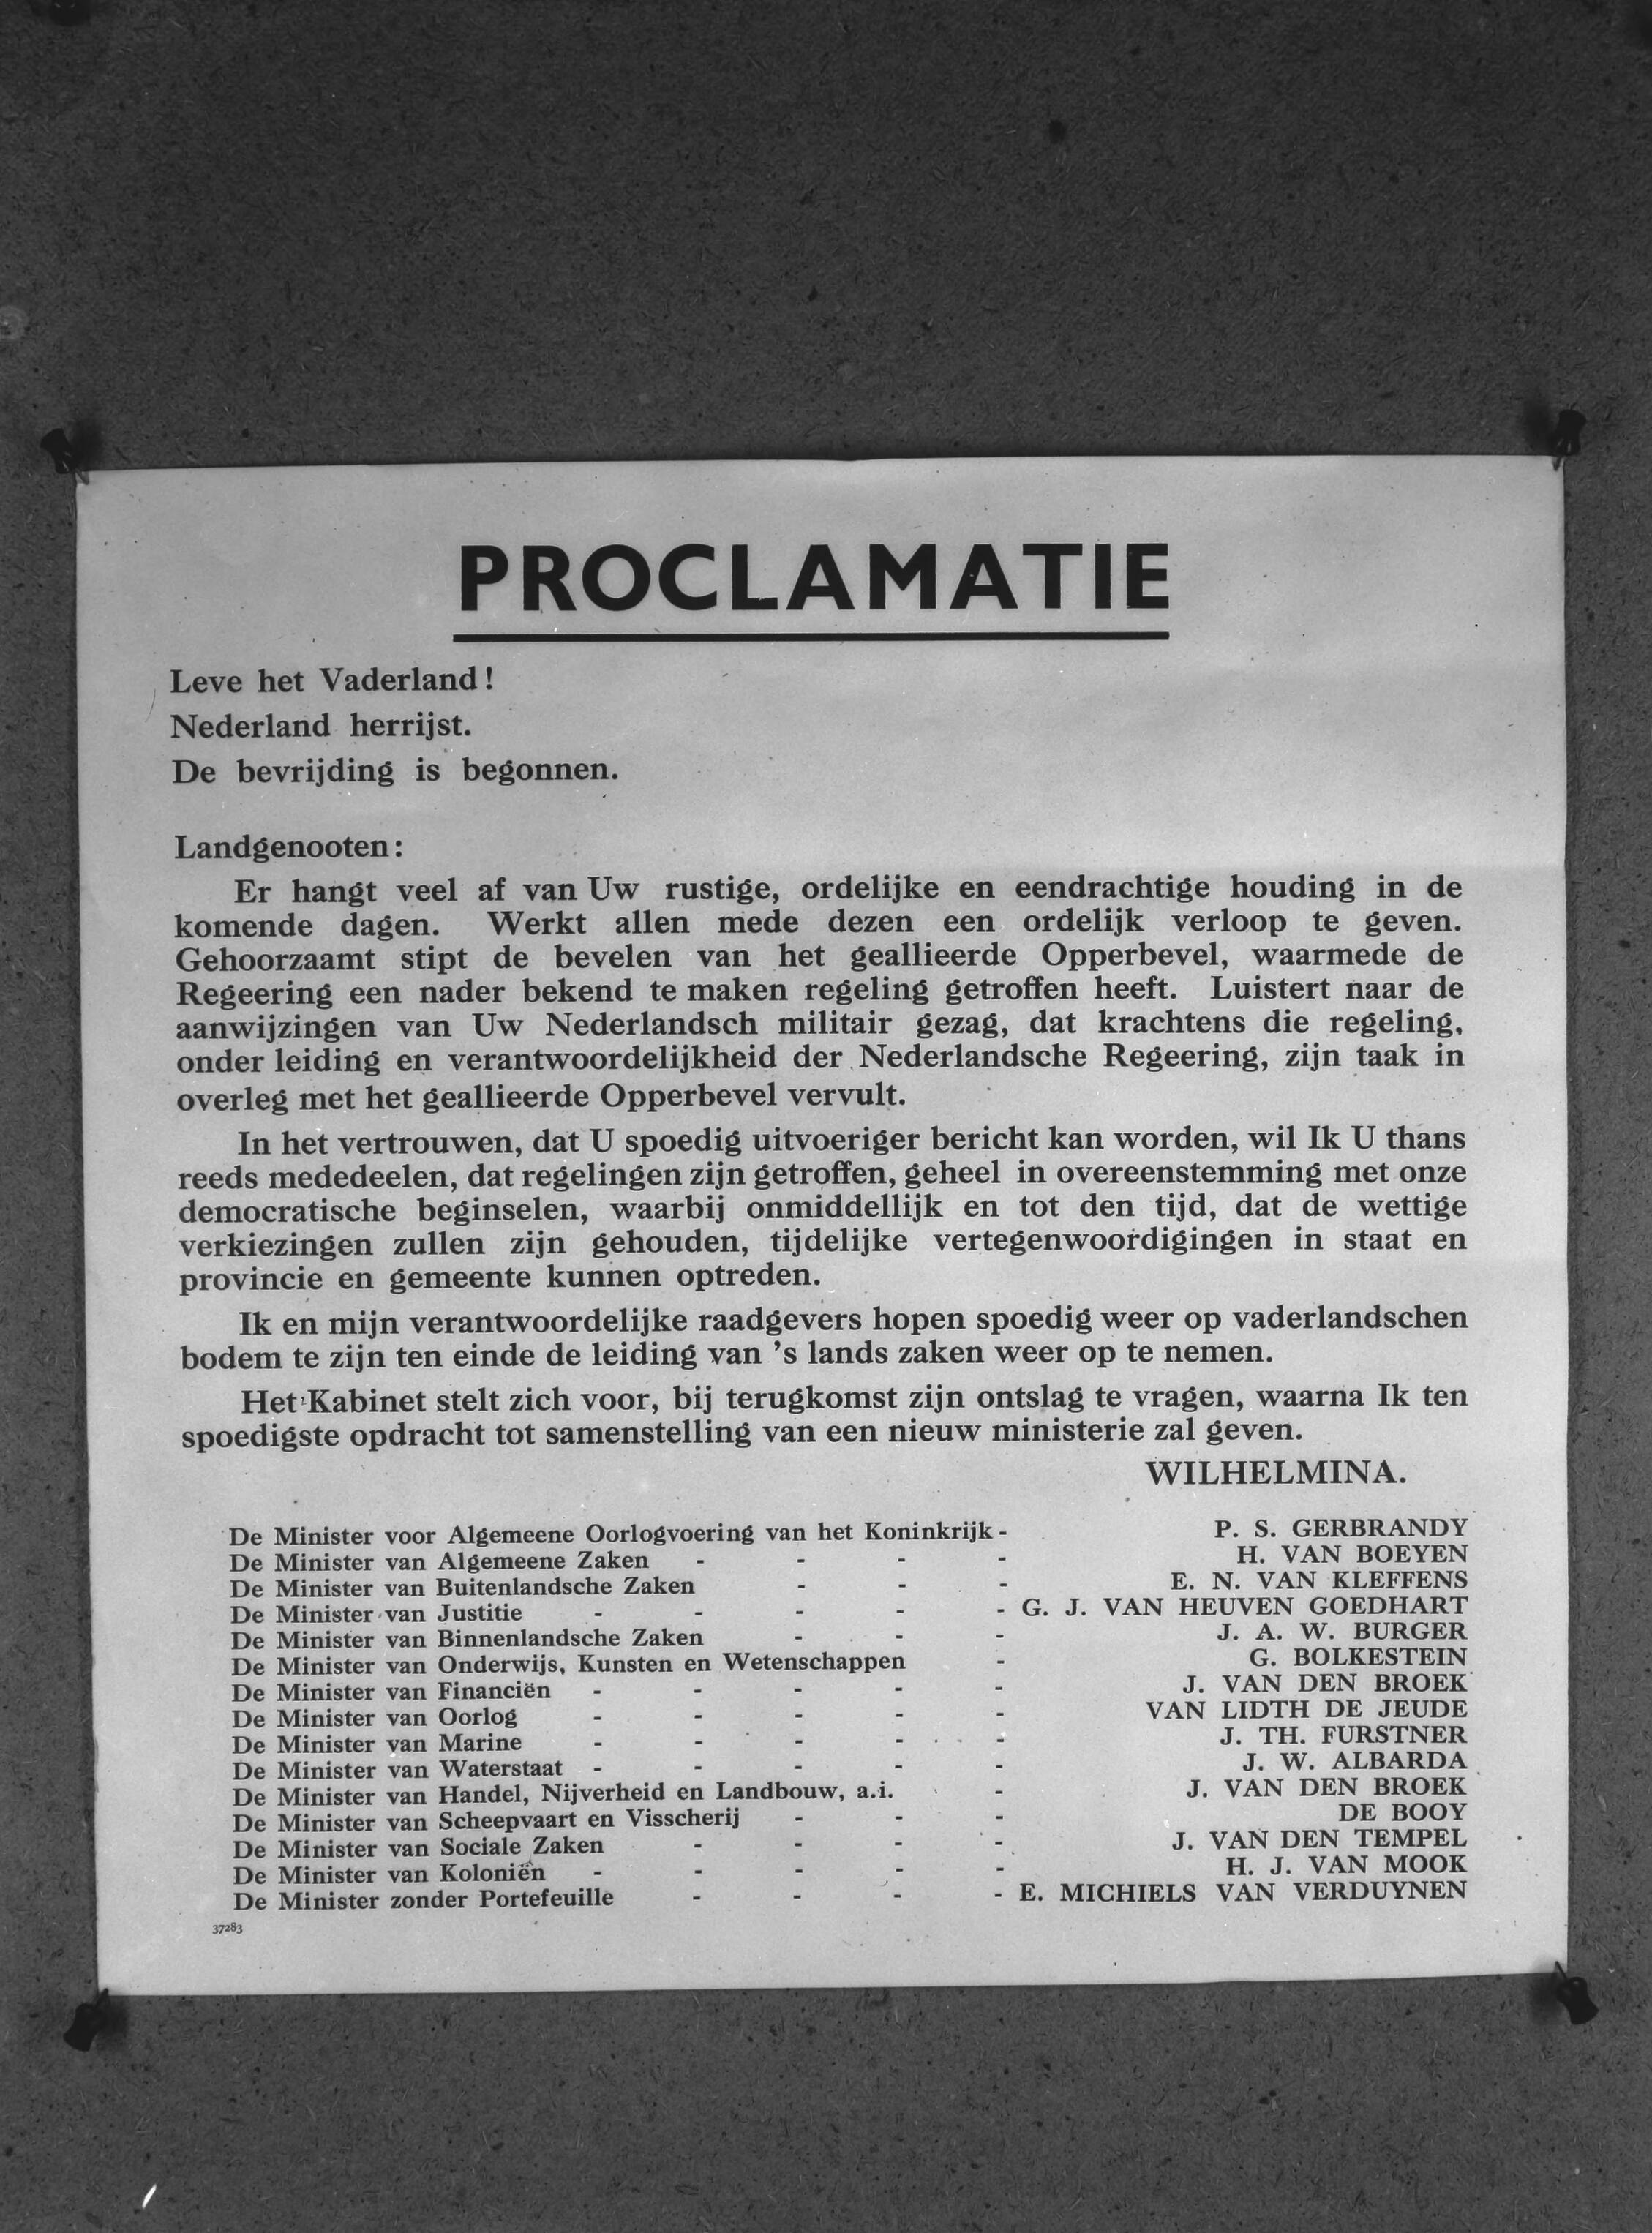 PROCLAMATIE
Leve het Vaderland!
Nederland herrijst.
De bevrijding is begonnen.
Landgenooten:
Er hangt veel af van Uw rustige, ordelijke en eendrachtige houding in de
komende dagen. Werkt allen mede dezen een ordelijk verloop te geven.
Gehoorzaamt stipt de bevelen van het geallieerde Opperbevel, waarmede de
Regeering een nader bekend te maken regeling getroffen heeft. Luistert naar de
aanwijzingen van Uw Nederlandsch militair gezag, dat krachtens die regeling,
onder leiding en verantwoordelijkheid der Nederlandsche Regeering, zijn taak in
overleg met het geallieerde Opperbevel vervult.
In het vertrouwen, dat U spoedig uitvoeriger bericht kan worden, wil Ik U thans
reeds mededeelen, dat regelingen zijn getroffen, geheel in overeenstemming met onze
democratische beginselen, waarbij onmiddellijk en tot den tijd, dat de wettige
verkiezingen zullen zijn gehouden, tijdelijke vertegenwoordigingen in staat en
provincie en gemeente kunnen optreden.
Ik en mijn verantwoordelijke raadgevers hopen spoedig weer op vaderlandschen
bodem te zijn ten einde de leiding van 's lands zaken weer op te nemen.
Het Kabinet stelt zich voor, bij terugkomst zijn ontslag te vragen, waarna Ik ten
spoedigste opdracht tot samenstelling van een nieuw ministerie zal geven.
WILHELMINA.
De Minister voor Algemeene Oorlogvoering van het Koninkrijk - P. S. GERBRANDY
De Minister van Algemeene Zaken - - - - H. VAN BOEYEN
De Minister van Buitenlandsche Zaken - - - E. N. VAN KLEFFENS
De Minister van Justitie - - - - - G. J. VAN HEUVEN GOEDHART
De Minister van Binnenlandsche Zaken - - - J. A. W. BURGER
De Minister van Onderwijs, Kunsten en Wetenschappen - G. BOLKESTEIN
De Minister van Financiën - - - - - J. VAN DEN BROEK
De Minister van Oorlog - - - - - VAN LIDTH DE JEUDE
De Minister van Marine - - - - - J. TH. FURSTNER
De Minister van Waterstaat - - - - - J. W. ALBARDA
De Minister van Handel, Nijverheid en Landbouw, a.i. - J. VAN DEN BROEK
De Minister van Scheepvaart en Visscherij - - - DE BOOY
De Minister van Sociale Zaken - - - - J. VAN DEN TEMPEL
De Minister van Koloniën - - - - - H. J. VAN MOOK
De Minister zonder Portefeuille - - - - E. MICHIELS VAN VERDUYNEN
37283